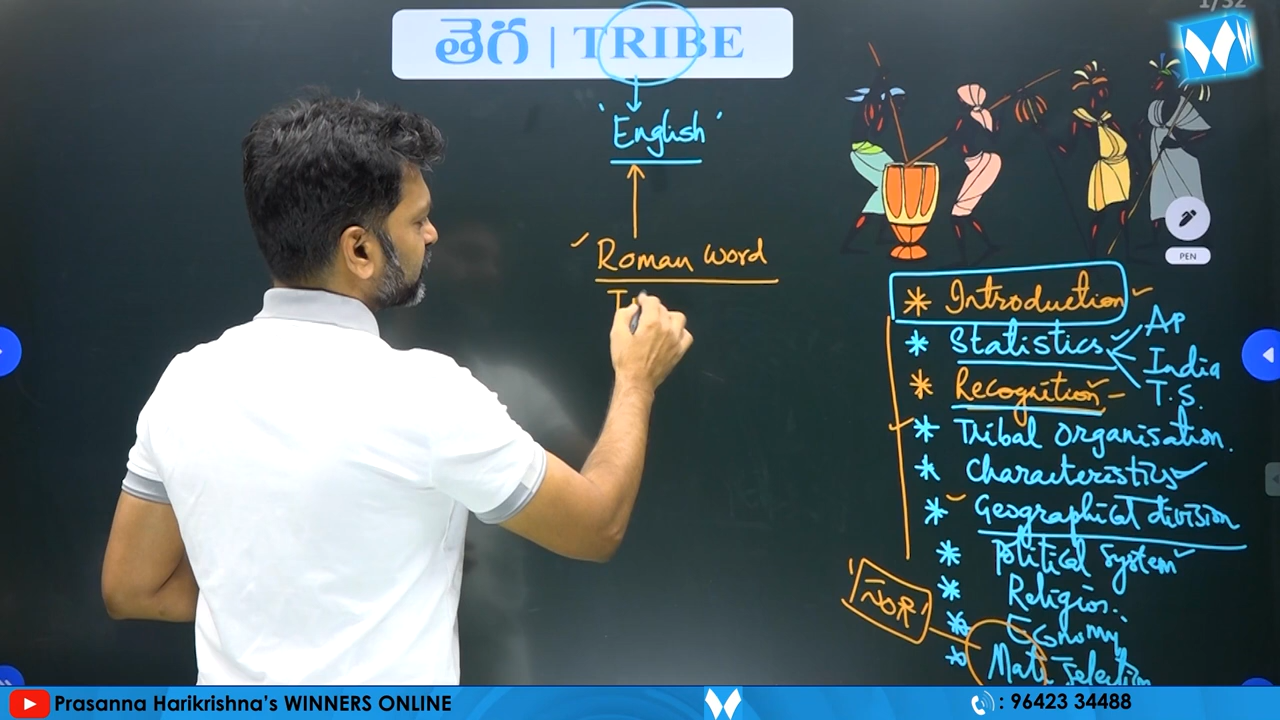 1/32
తెగ | TRIBE
'English'
Roman word
PEN
* Introduction
* Statistics
AP
India
T.S.
* Recognition
* Tribal Organisation.
* Characteristics
* Geographical division
* Political System
* Religion
* Economy
* Mate Selection
Prasanna Harikrishna's WINNERS ONLINE
: 96423 34488